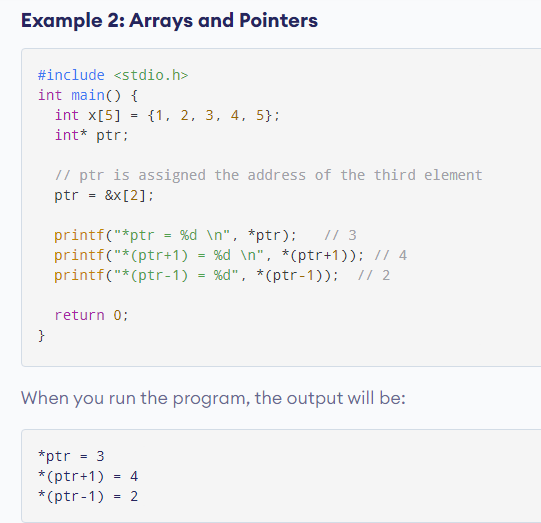 Example 2: Arrays and Pointers
#include <stdio.h>
int main() {
  int x[5] = {1, 2, 3, 4, 5};
  int* ptr;
  // ptr is assigned the address of the third element
  ptr = &x[2];
  printf("*ptr = %d \n", *ptr);   // 3
  printf("*(ptr+1) = %d \n", *(ptr+1)); // 4
  printf("*(ptr-1) = %d", *(ptr-1));  // 2
  return 0;
}
When you run the program, the output will be:
*ptr = 3
*(ptr+1) = 4
*(ptr-1) = 2